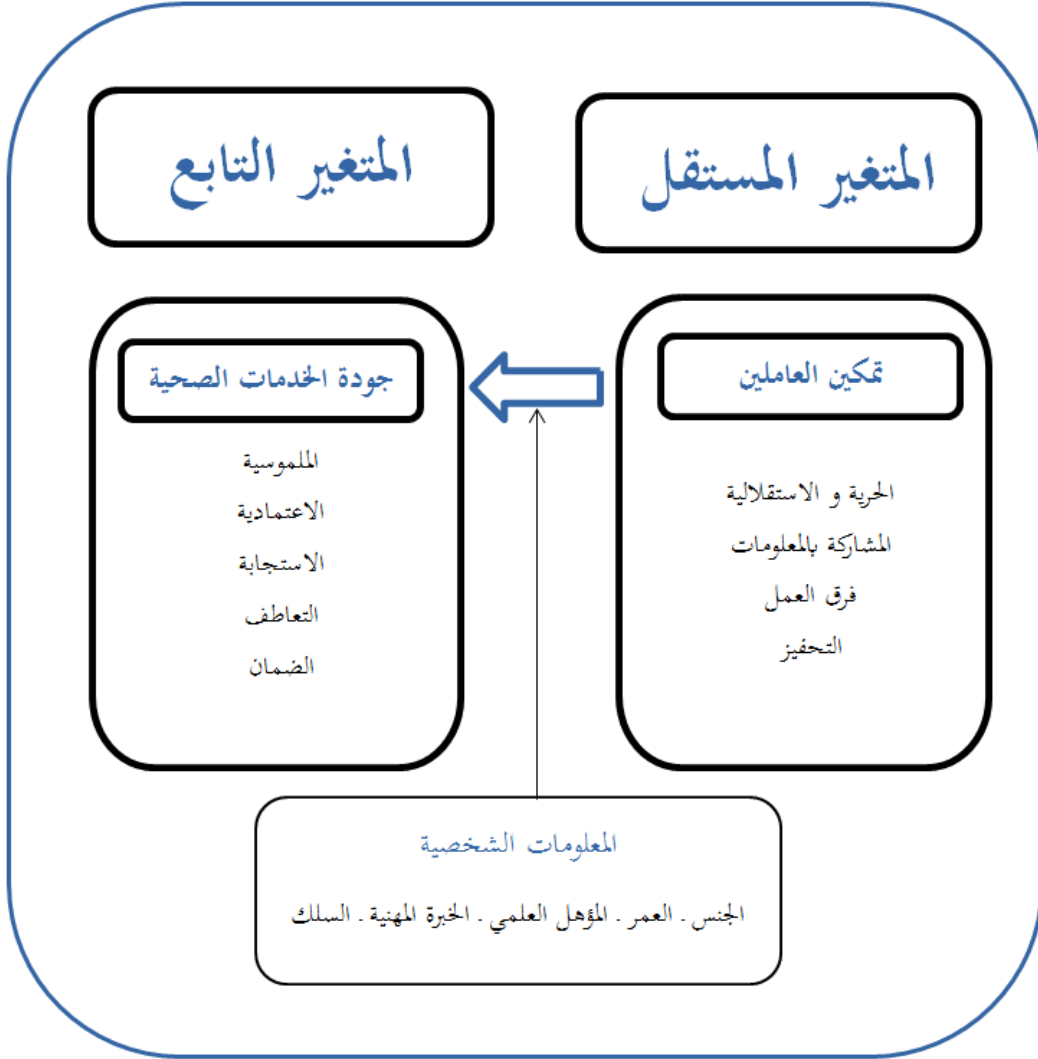 المتغير المستقل
المتغير التابع
تمكين العاملين
الحرية و الاستقلالية
المشاركة بالمعلومات
فرق العمل
التحفيز
جودة الخدمات الصحية
الملموسية
الاعتمادية
الاستجابة
التعاطف
الضمان
المعلومات الشخصية
الجنس . العمر . المؤهل العلمي . الخبرة المهنية . السلك